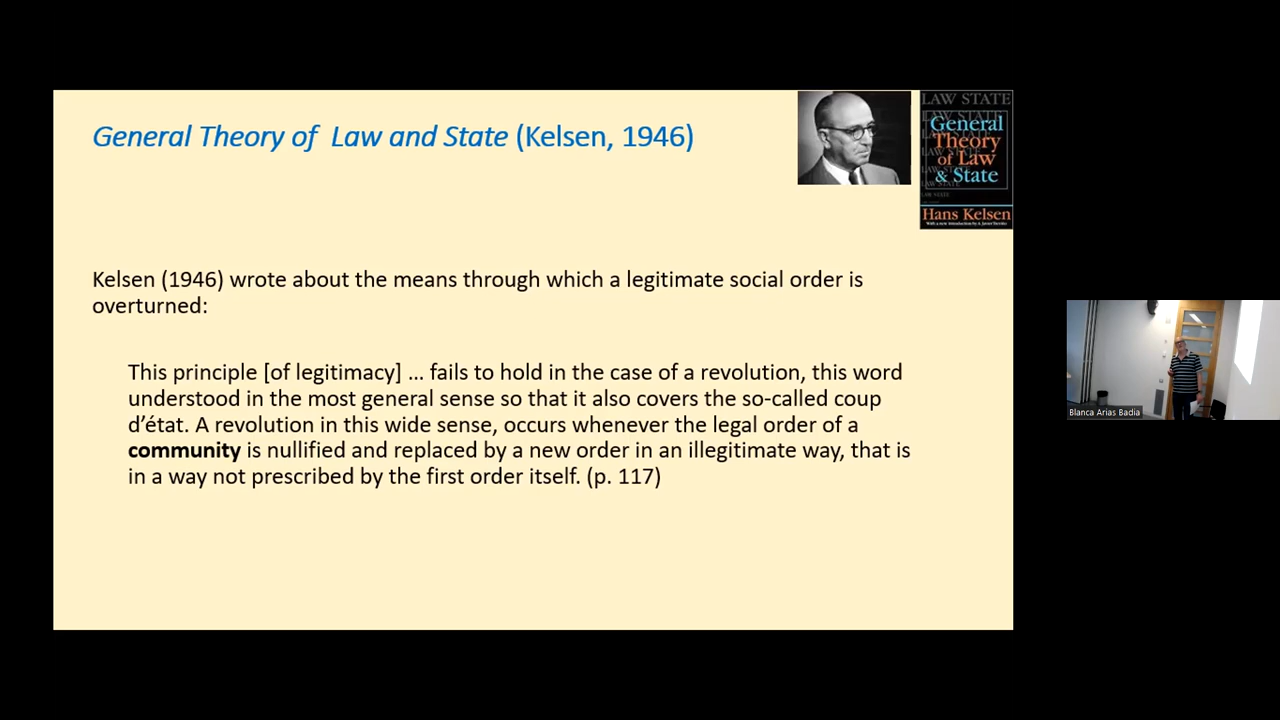 General Theory of Law and State (Kelsen, 1946)
LAW STATE
General
Theory
of Law
& State
LAW STATE
Hans Kelsen
Kelsen (1946) wrote about the means through which a legitimate social order is
overturned:
This principle [of legitimacy] … fails to hold in the case of a revolution, this word
understood in the most general sense so that it also covers the so-called coup
d’état. A revolution in this wide sense, occurs whenever the legal order of a
community is nullified and replaced by a new order in an illegitimate way, that is
in a way not prescribed by the first order itself. (p. 117)
Blanca Arias Badia